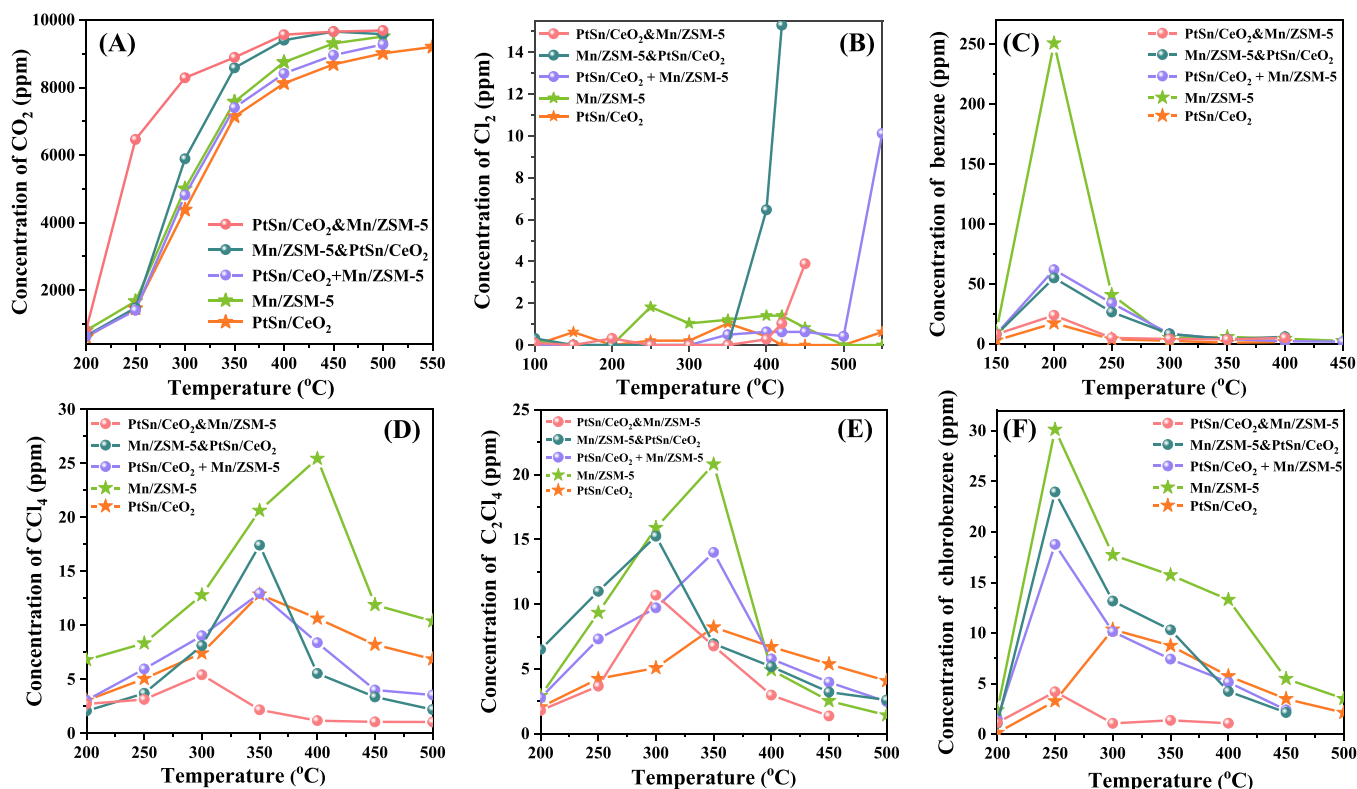 (A)
Concentration of CO₂ (ppm)
10000
8000
6000
4000
2000
PtSn/CeO₂&Mn/ZSM-5
Mn/ZSM-5&PtSn/CeO₂
PtSn/CeO₂+Mn/ZSM-5
Mn/ZSM-5
PtSn/CeO₂
200 250 300 350 400 450 500 550
Temperature (°C)
(B)
Concentration of Cl₂ (ppm)
16
14
12
10
8
6
4
2
0
PtSn/CeO₂&Mn/ZSM-5
Mn/ZSM-5&PtSn/CeO₂
PtSn/CeO₂ + Mn/ZSM-5
Mn/ZSM-5
PtSn/CeO₂
100 150 200 250 300 350 400 450 500
Temperature (°C)
(C)
Concentration of benzene (ppm)
250
200
150
100
50
0
PtSn/CeO₂&Mn/ZSM-5
Mn/ZSM-5&PtSn/CeO₂
PtSn/CeO₂ + Mn/ZSM-5
Mn/ZSM-5
PtSn/CeO₂
150 200 250 300 350 400 450
Temperature (°C)
(D)
Concentration of CCl₄ (ppm)
30
25
20
15
10
5
0
PtSn/CeO₂&Mn/ZSM-5
Mn/ZSM-5&PtSn/CeO₂
PtSn/CeO₂ + Mn/ZSM-5
Mn/ZSM-5
PtSn/CeO₂
200 250 300 350 400 450 500
Temperature (°C)
(E)
Concentration of C₂Cl₄ (ppm)
25
20
15
10
5
0
PtSn/CeO₂&Mn/ZSM-5
Mn/ZSM-5&PtSn/CeO₂
PtSn/CeO₂ + Mn/ZSM-5
Mn/ZSM-5
PtSn/CeO₂
200 250 300 350 400 450 500
Temperature (°C)
(F)
Concentration of chlorobenzene (ppm)
30
25
20
15
10
5
0
PtSn/CeO₂&Mn/ZSM-5
Mn/ZSM-5&PtSn/CeO₂
PtSn/CeO₂ + Mn/ZSM-5
Mn/ZSM-5
PtSn/CeO₂
200 250 300 350 400 450 500
Temperature (°C)